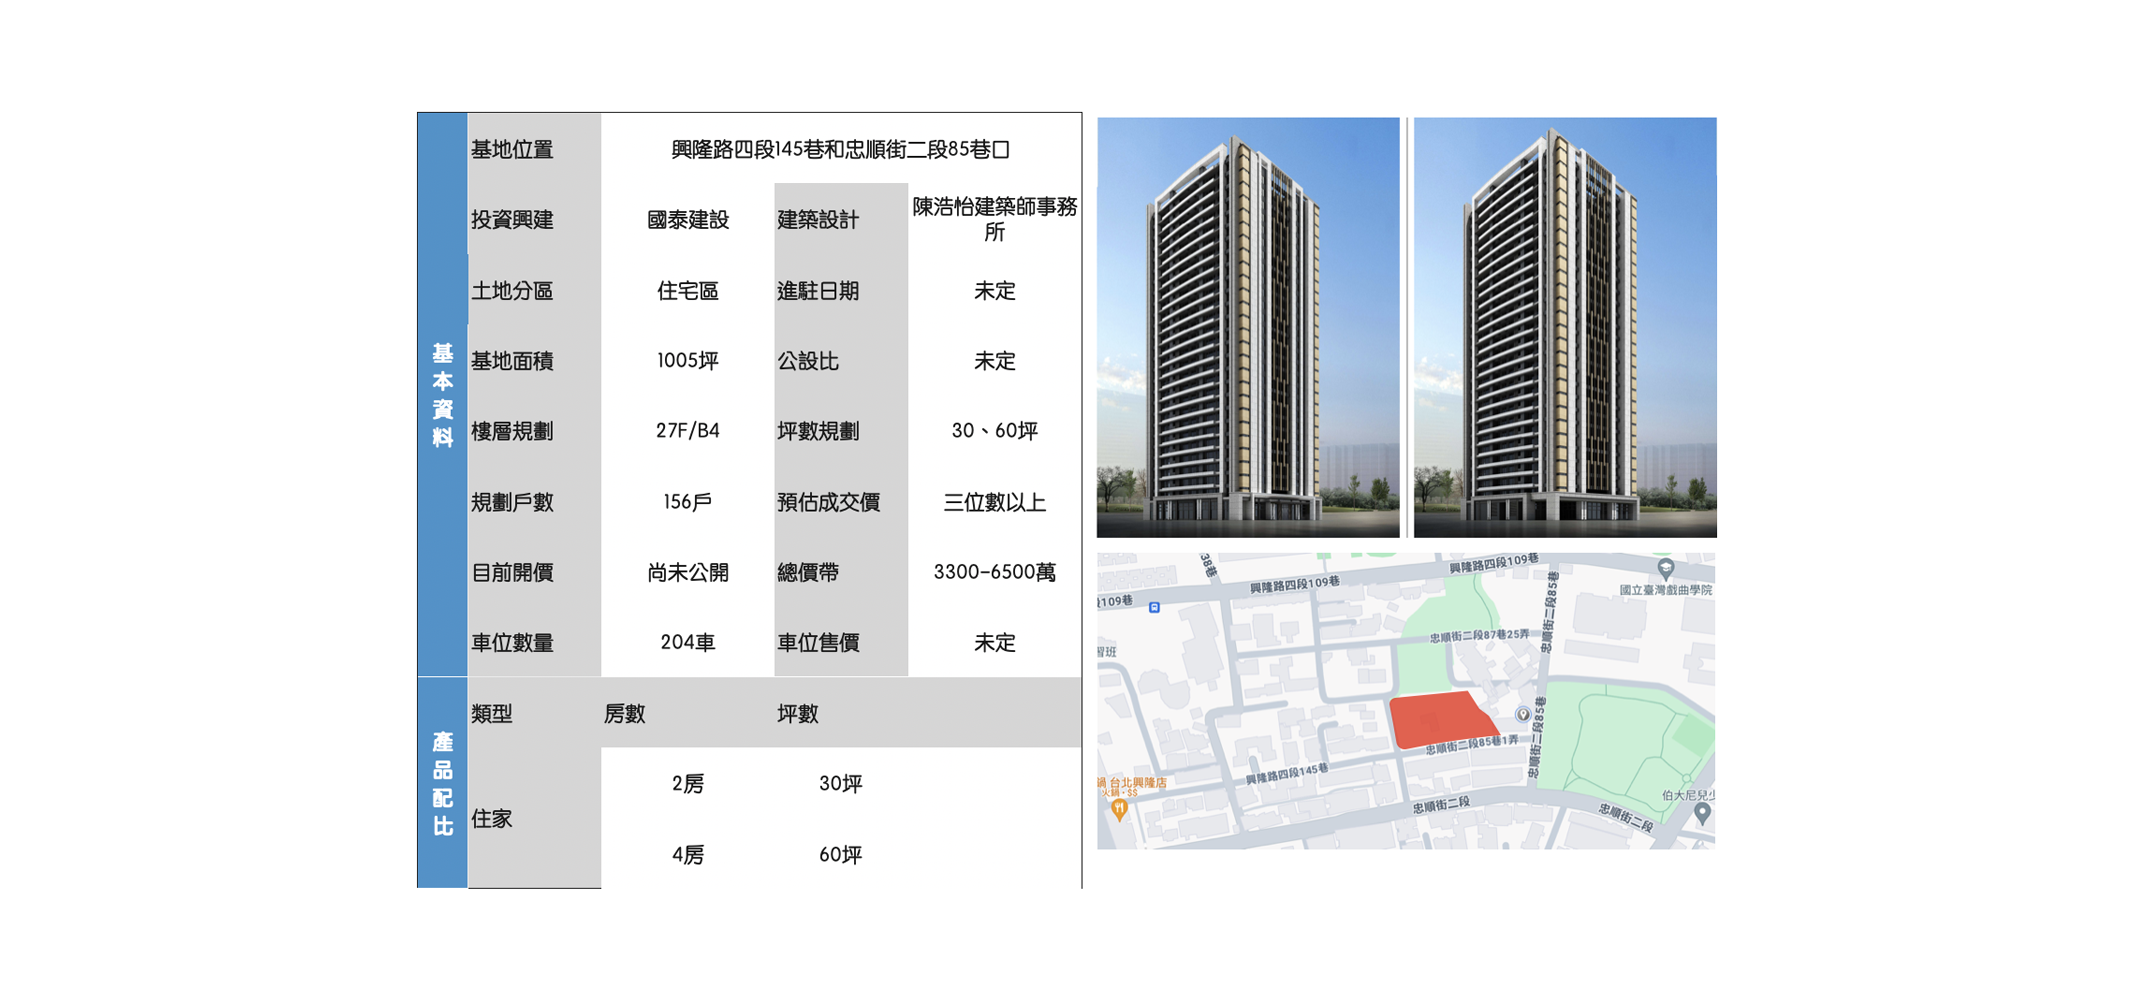 基本資料
基地位置 興隆路四段145巷和忠順街二段85巷口
投資興建 國泰建設 建築設計 陳浩怡建築師事務
所
土地分區 住宅區 進駐日期 未定
基地面積 1005坪 公設比 未定
樓層規劃 27F/B4 坪數規劃 30、60坪
規劃戶數 156戶 預估成交價 三位數以上
目前開價 尚未公開 總價帶 3300-6500萬
車位數量 204車 車位售價 未定
產品配比
類型 房數 坪數
住家
2房 30坪
4房 60坪
38巷
興隆路四段109巷
興隆路四段109巷
段109巷
國立臺灣戲曲學院
忠順街二段85巷
忠順街二段87巷25弄
習班
忠順街二段85巷
忠順街二段85巷1弄
興隆路四段145巷
鍋 台北興隆店
火鍋·$$
忠順街二段
忠順街二段
伯大尼兒少